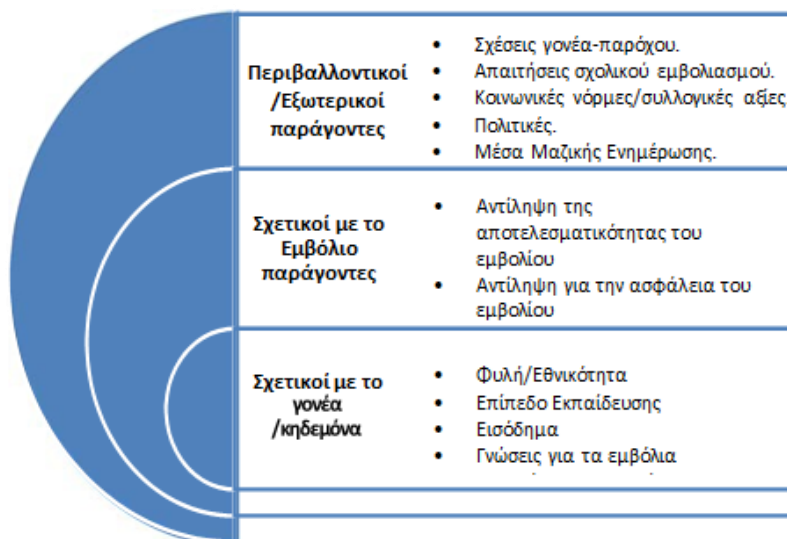 Περιβαλλοντικοί
/Εξωτερικοί
παράγοντες
• Σχέσεις γονέα-παρόχου.
• Απαιτήσεις σχολικού εμβολιασμού.
• Κοινωνικές νόρμες/συλλογικές αξίες
• Πολιτικές.
• Μέσα Μαζικής Ενημέρωσης.
Σχετικοί με το
Εμβόλιο
παράγοντες
• Αντίληψη της
αποτελεσματικότητας του
εμβολίου
• Αντίληψη για την ασφάλεια του
εμβολίου
Σχετικοί με το
γονέα
/κηδεμόνα
• Φυλή/Εθνικότητα
• Επίπεδο Εκπαίδευσης
• Εισόδημα
• Γνώσεις για τα εμβόλια